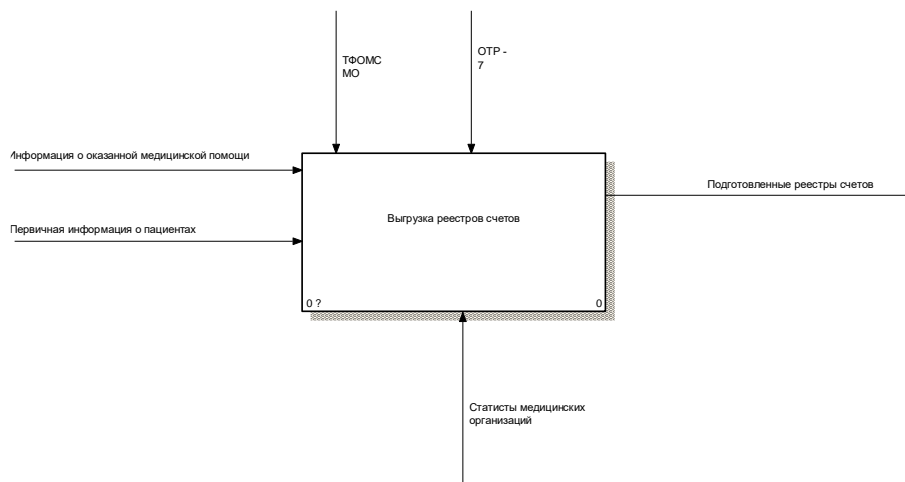 ТФОМС
МО
ОТР -
7
Информация о оказанной медицинской помощи
Подготовленные реестры счетов
Выгрузка реестров счетов
Первичная информация о пациентах
0 ?
0
Статисты медицинских
организаций